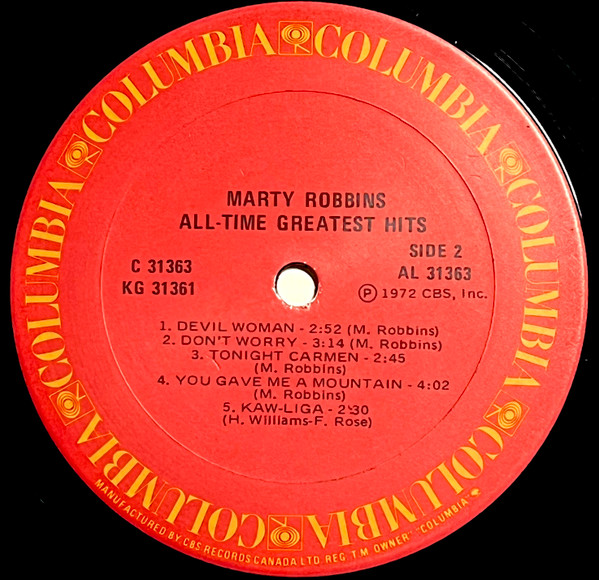 COLUMBIA COLUMBIA COLUMBIA COLUMBIA COLUMBIA COLUMBIA COLUMBIA COLUMBIA
MARTY ROBBINS
ALL-TIME GREATEST HITS
SIDE 2
C 31363
AL 31363
KG 31361
Ⓟ 1972 CBS, Inc.
1. DEVIL WOMAN - 2:52 (M. Robbins)
2. DON'T WORRY - 3:14 (M. Robbins)
3. TONIGHT CARMEN - 2:45
(M. Robbins)
4. YOU GAVE ME A MOUNTAIN - 4:02
(M. Robbins)
5. KAW-LIGA - 2:30
(H. Williams-F. Rose)
MANUFACTURED BY CBS RECORDS CANADA LTD. REG. T M OWNER" "COLUMBIA"